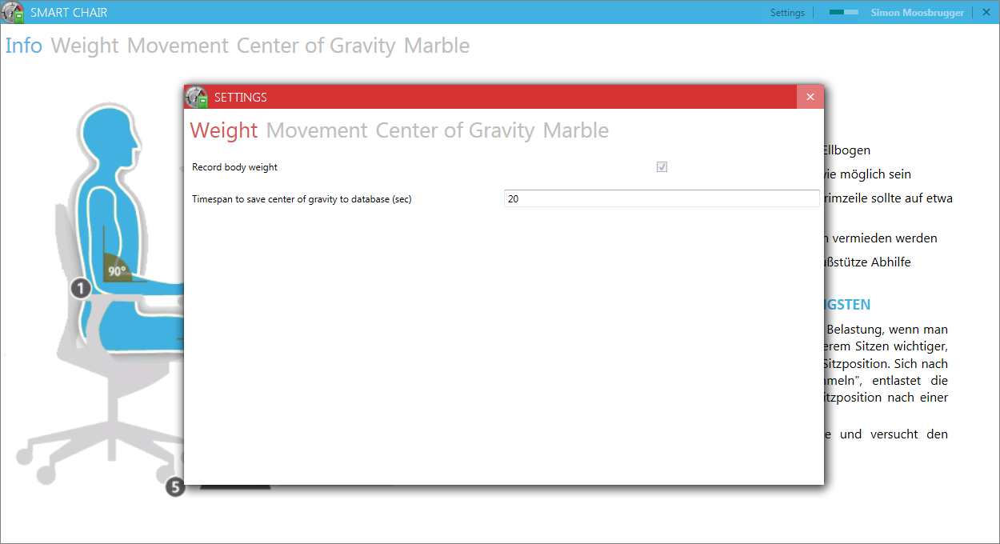 SMART CHAIR
Settings
Simon Moosbrugger
Info Weight Movement Center of Gravity Marble
SETTINGS
Weight Movement Center of Gravity Marble
Record body weight
Timespan to save center of gravity to database (sec)
20
90°
1
5
Ellbogen
wie möglich sein
rimzeile sollte auf etwa
vermieden werden
ußstütze Abhilfe
IGSTEN
Belastung, wenn man
erem Sitzen wichtiger,
Sitzposition. Sich nach
nmeln", entlastet die
itzposition nach einer
e und versucht den